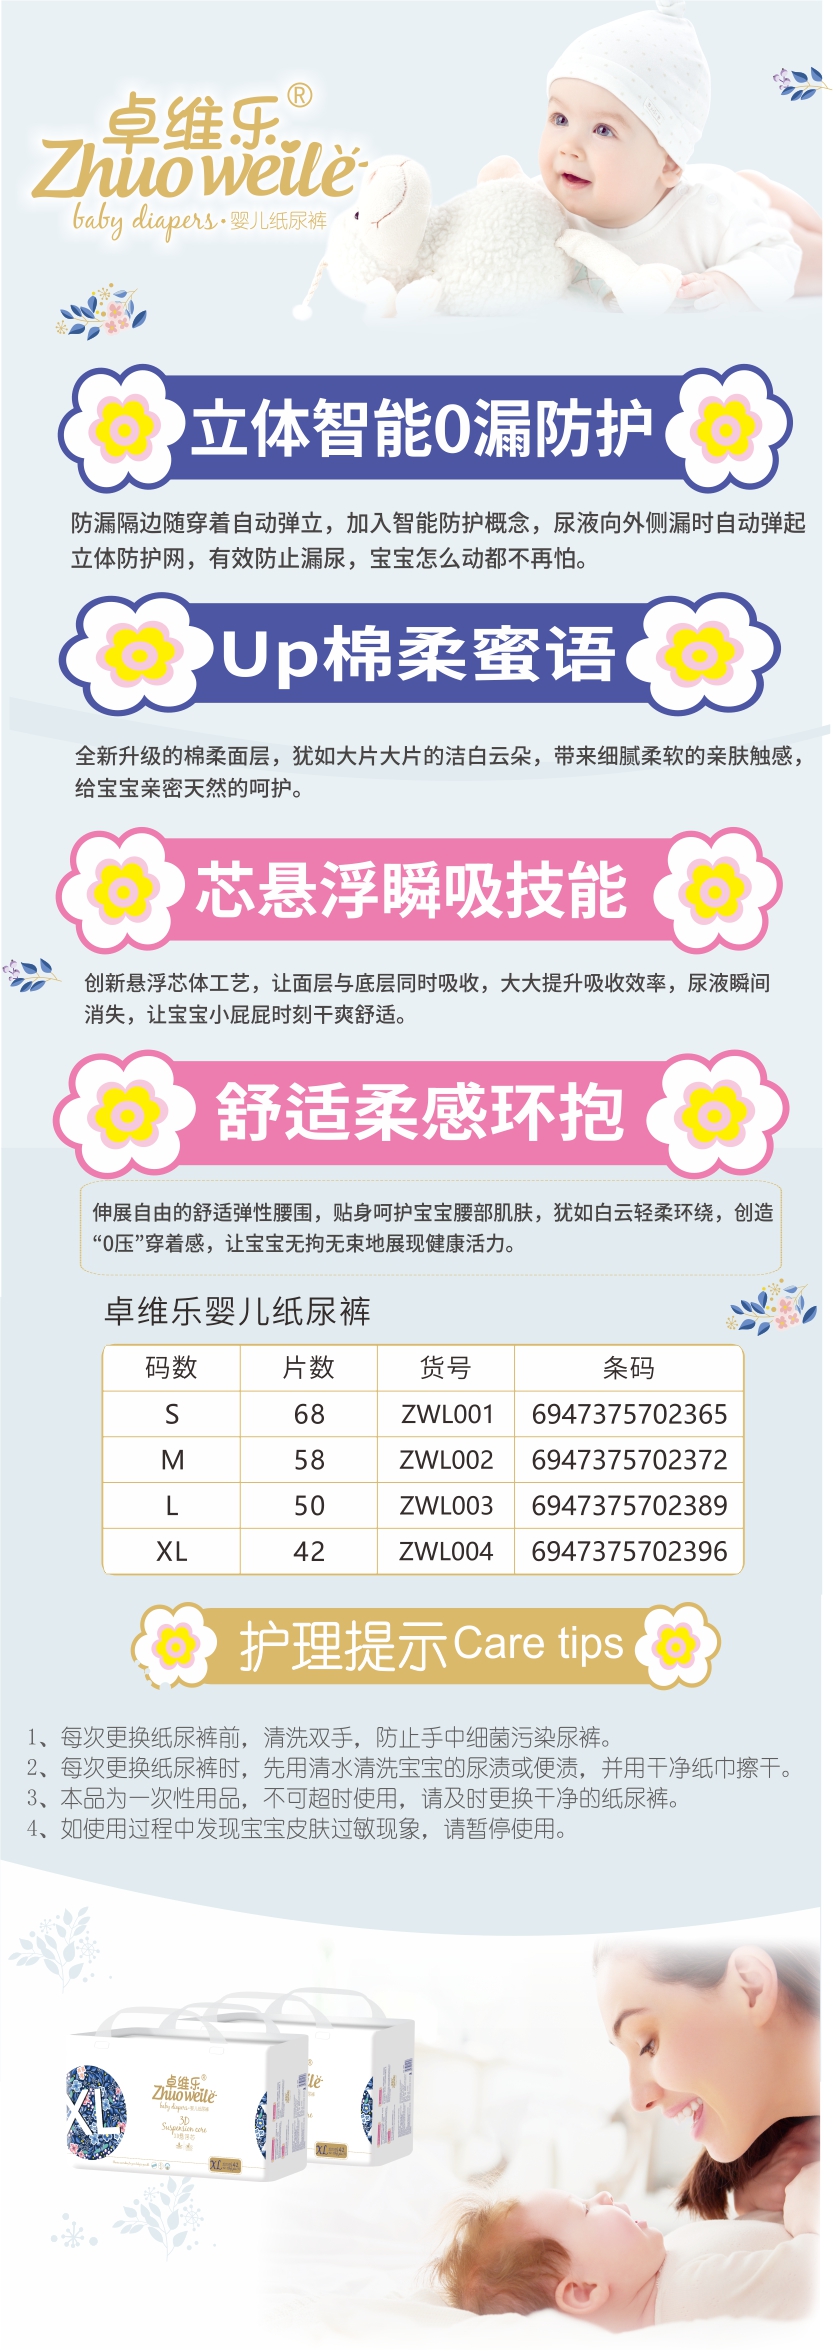 卓维乐®
Zhuoweile
baby diapers·婴儿纸尿裤
立体智能0漏防护
防漏隔边随穿着自动弹立，加入智能防护概念，尿液向外侧漏时自动弹起
立体防护网，有效防止漏尿，宝宝怎么动都不再怕。
Up棉柔蜜语
全新升级的棉柔面层，犹如大片大片的洁白云朵，带来细腻柔软的亲肤触感，
给宝宝亲密天然的呵护。
芯悬浮瞬吸技能
创新悬浮芯体工艺，让面层与底层同时吸收，大大提升吸收效率，尿液瞬间
消失，让宝宝小屁屁时刻干爽舒适。
舒适柔感环抱
伸展自由的舒适弹性腰围，贴身呵护宝宝腰部肌肤，犹如白云轻柔环绕，创造
“0压”穿着感，让宝宝无拘无束地展现健康活力。
卓维乐婴儿纸尿裤
码数 片数 货号 条码
S 68 ZWL001 6947375702365
M 58 ZWL002 6947375702372
L 50 ZWL003 6947375702389
XL 42 ZWL004 6947375702396
护理提示Care tips
1、每次更换纸尿裤前，清洗双手，防止手中细菌污染尿裤。
2、每次更换纸尿裤时，先用清水清洗宝宝的尿渍或便渍，并用干净纸巾擦干。
3、本品为一次性用品，不可超时使用，请及时更换干净的纸尿裤。
4、如使用过程中发现宝宝皮肤过敏现象，请暂停使用。
XL
卓维乐®
Zhuoweile
baby diapers·婴儿纸尿裤
3D
Suspension core
XL
XL